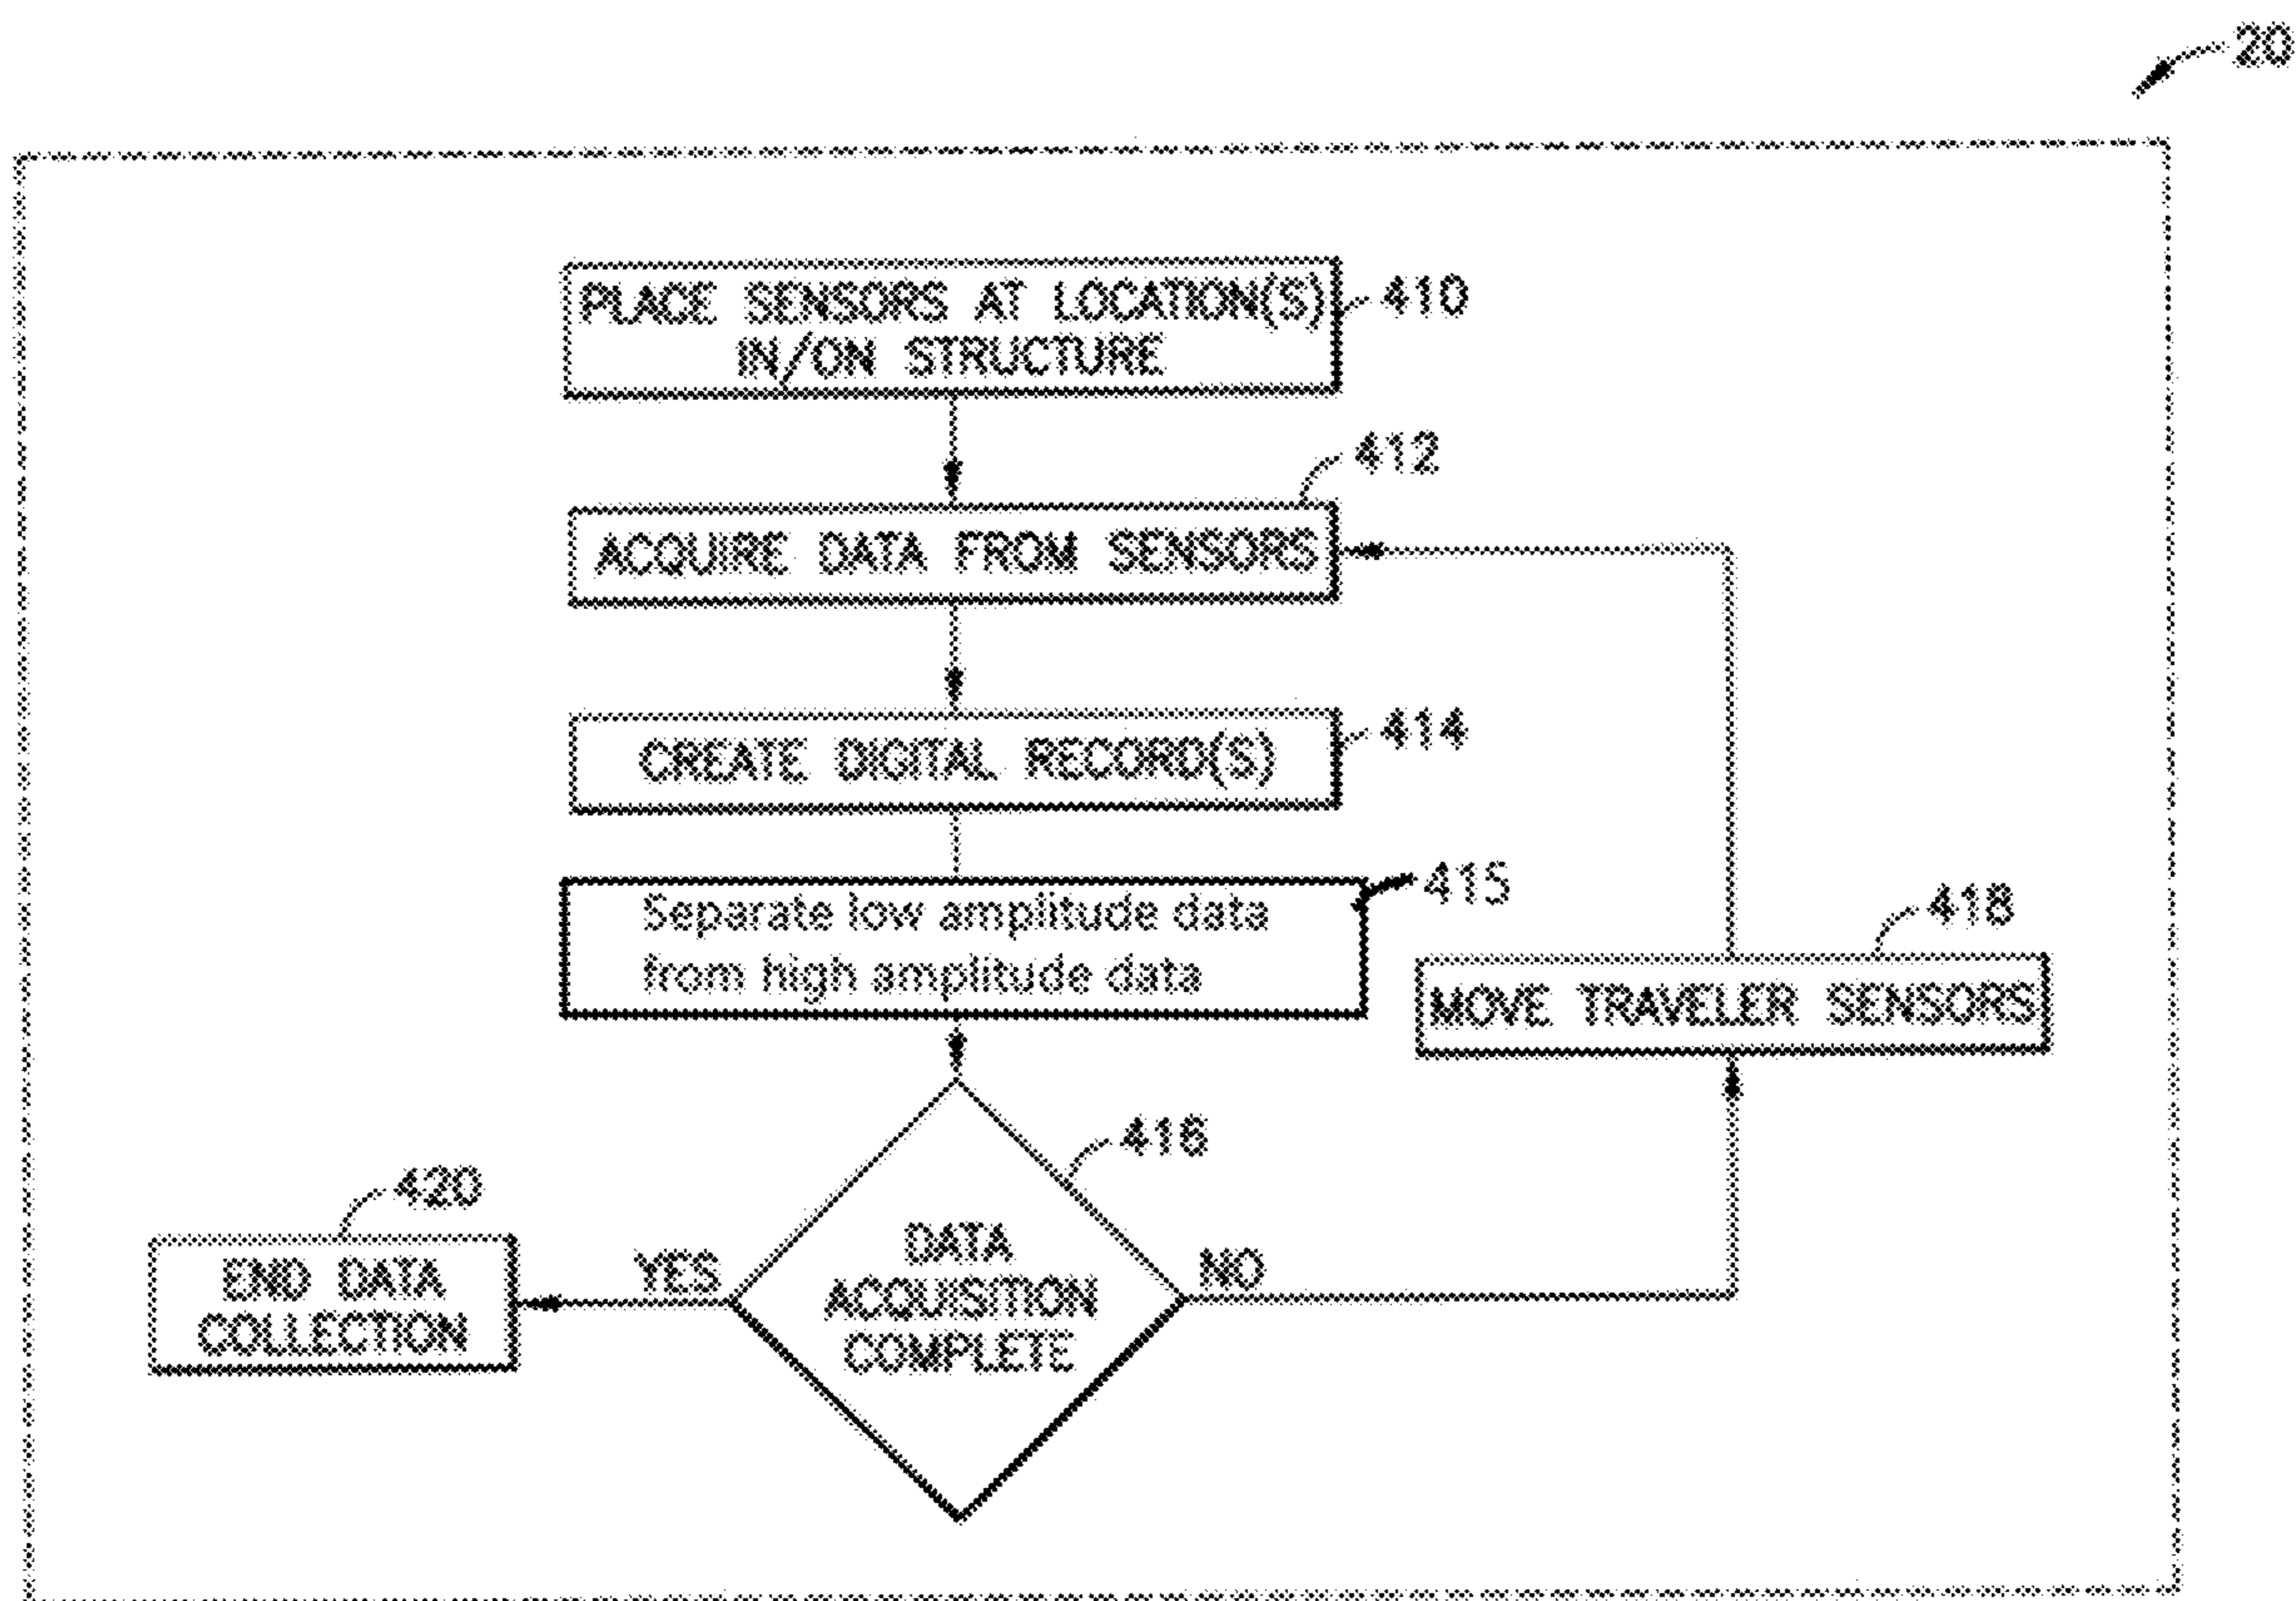 20
PLACE SENSORS AT LOCATION(S)
IN/ON STRUCTURE
410
412
ACQUIRE DATA FROM SENSORS
CREATE DIGITAL RECORD(S)
414
Separate low amplitude data
from high amplitude data
415
418
MOVE TRAVELER SENSORS
416
DATA
ACQUISITION
COMPLETE
YES
NO
420
END DATA
COLLECTION